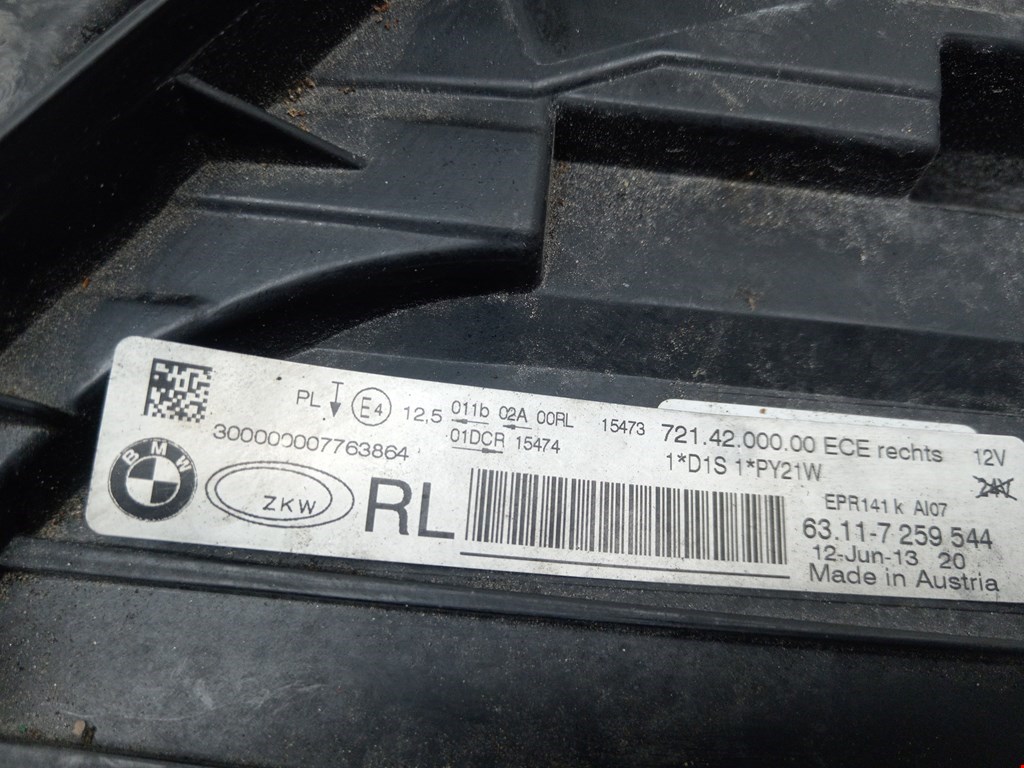 PL E4 12,5 011b 02A 00RL 15473 721.42.000.00 ECE rechts 12V
01DCR 15474 1*D1S 1*PY21W 24V
300000007763864
BMW ZKW RL EPR141 k AI07
63.11-7 259 544
12-Jun-13 20
Made in Austria